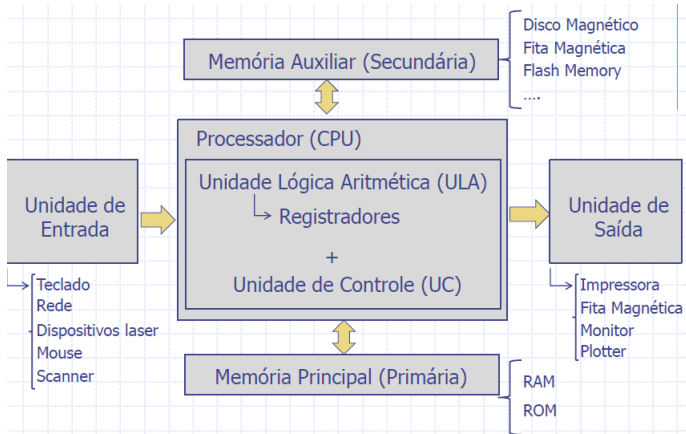 Disco Magnético
Fita Magnética
Flash Memory
....
Memória Auxiliar (Secundária)
Processador (CPU)
Unidade Lógica Aritmética (ULA)
Registradores
+
Unidade de Controle (UC)
Unidade de
Entrada
Teclado
Rede
Dispositivos laser
Mouse
Scanner
Unidade de
Saída
Impressora
Fita Magnética
Monitor
Plotter
Memória Principal (Primária)
RAM
ROM